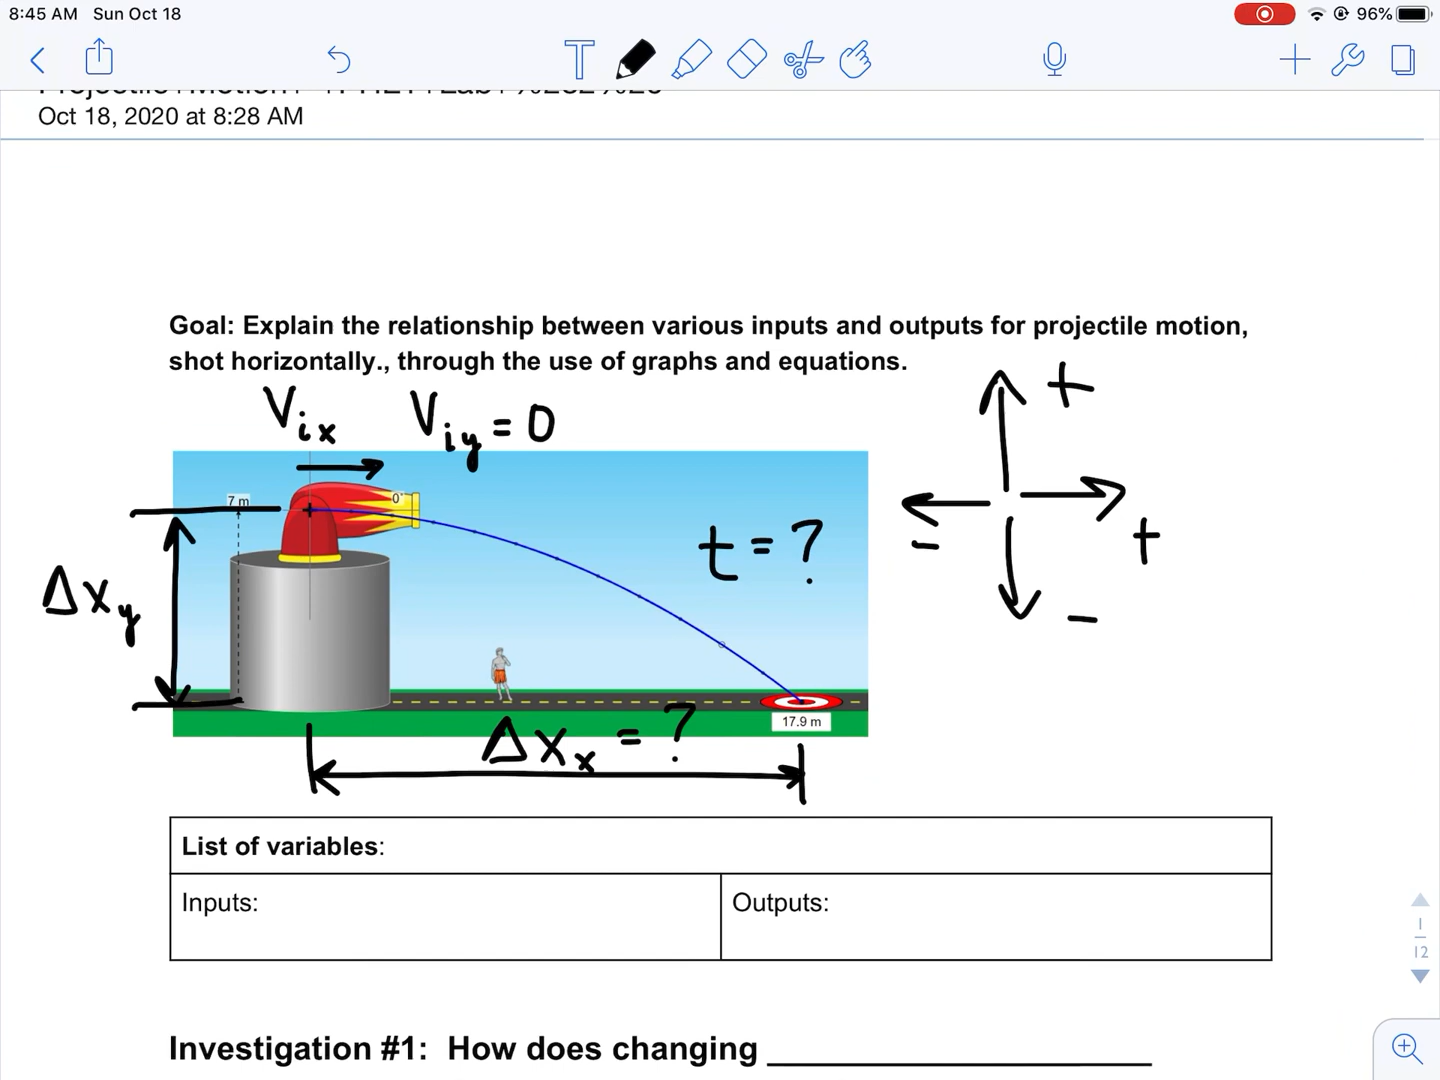 8:45 AM Sun Oct 18
96%
Oct 18, 2020 at 8:28 AM
Goal: Explain the relationship between various inputs and outputs for projectile motion,
shot horizontally., through the use of graphs and equations.
Vix Viy = 0
+
7 m
0°
t = ?
- +
Δxy
-
17.9 m
Δxx = ?
List of variables:
Inputs: Outputs:
1
12
Investigation #1: How does changing